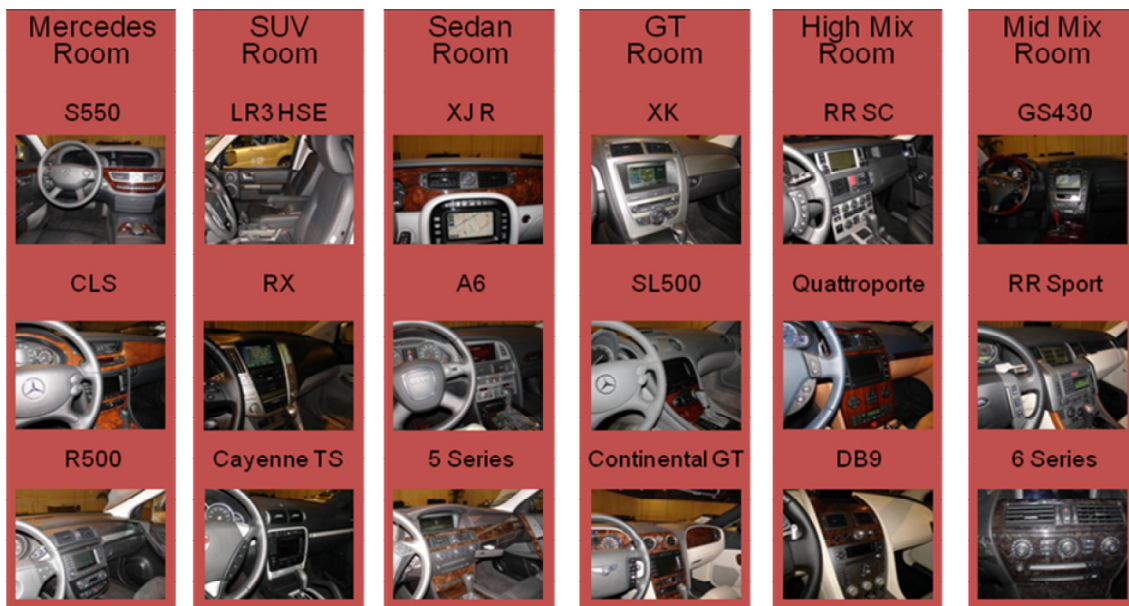 Mercedes
Room
SUV
Room
Sedan
Room
GT
Room
High Mix
Room
Mid Mix
Room
S550
LR3 HSE
XJ R
XK
RR SC
GS430
CLS
RX
A6
SL500
Quattroporte
RR Sport
R500
Cayenne TS
5 Series
Continental GT
DB9
6 Series